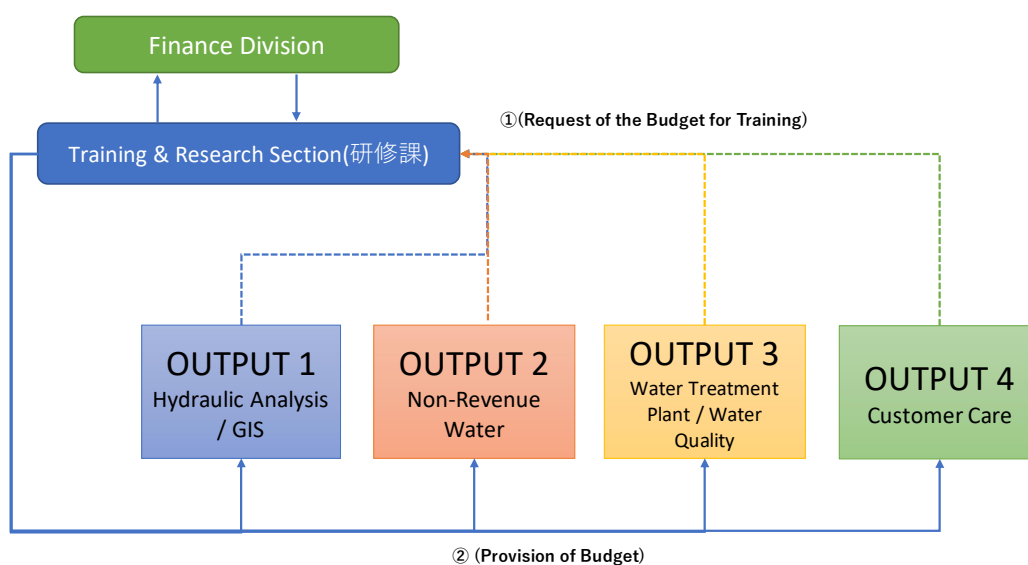 Finance Division
①(Request of the Budget for Training)
Training & Research Section(研修課)
OUTPUT 1
Hydraulic Analysis
/ GIS
OUTPUT 2
Non-Revenue
Water
OUTPUT 3
Water Treatment
Plant / Water
Quality
OUTPUT 4
Customer Care
② (Provision of Budget)